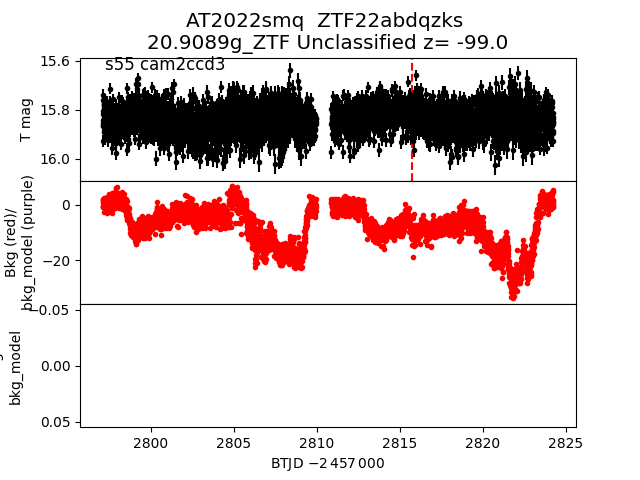 AT2022smq ZTF22abdqzks
20.9089g_ZTF Unclassified z= -99.0
s55 cam2ccd3
15.6
15.8
16.0
T mag
0
−20
Bkg (red)/
bkg_model (purple)
−0.05
0.00
0.05
bkg_model
2800
2805
2810
2815
2820
2825
BTJD −2 457 000